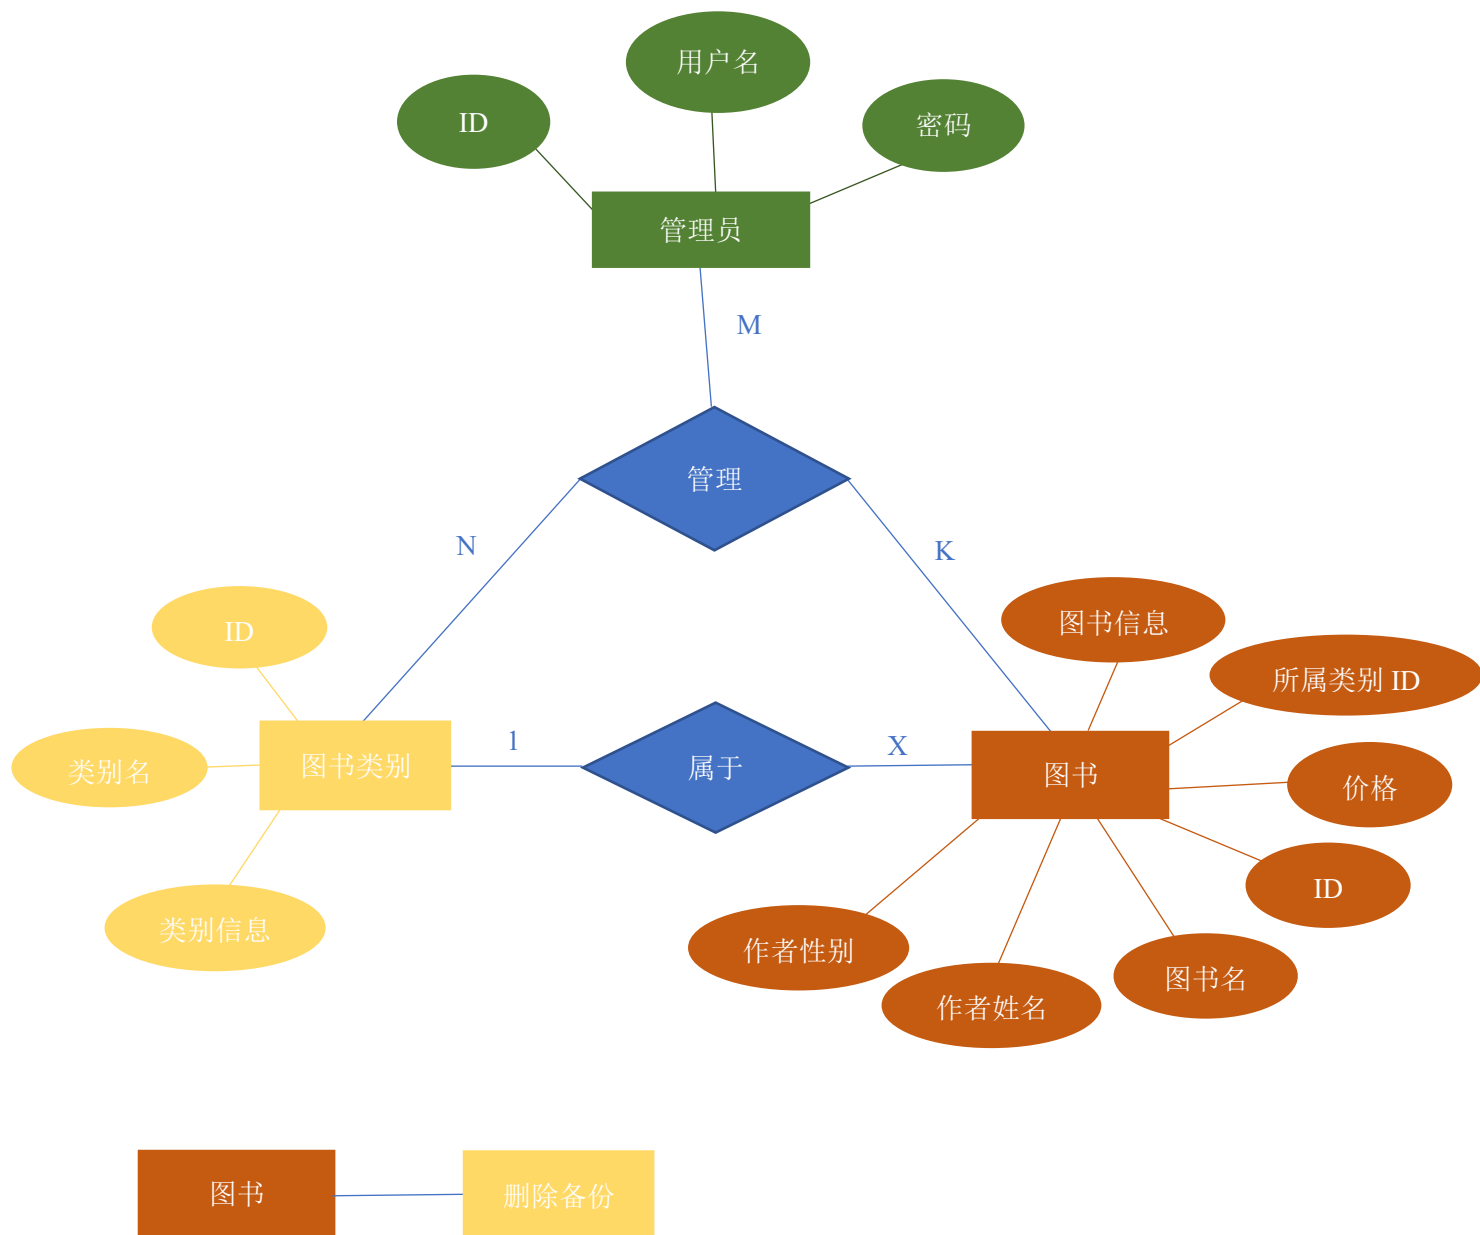 用户名
ID
密码
管理员
M
管理
N
K
图书信息
ID
所属类别 ID
1
X
类别名
图书类别
属于
图书
价格
ID
类别信息
作者性别
图书名
作者姓名
图书
删除备份